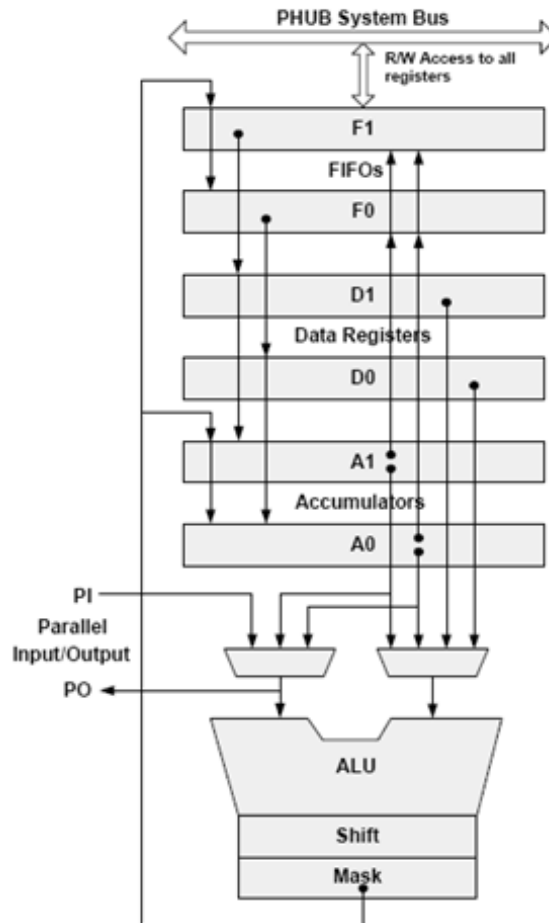 PHUB System Bus
R/W Access to all
registers
F1
FIFOs
F0
D1
Data Registers
D0
A1
Accumulators
A0
PI
Parallel
Input/Output
PO
ALU
Shift
Mask